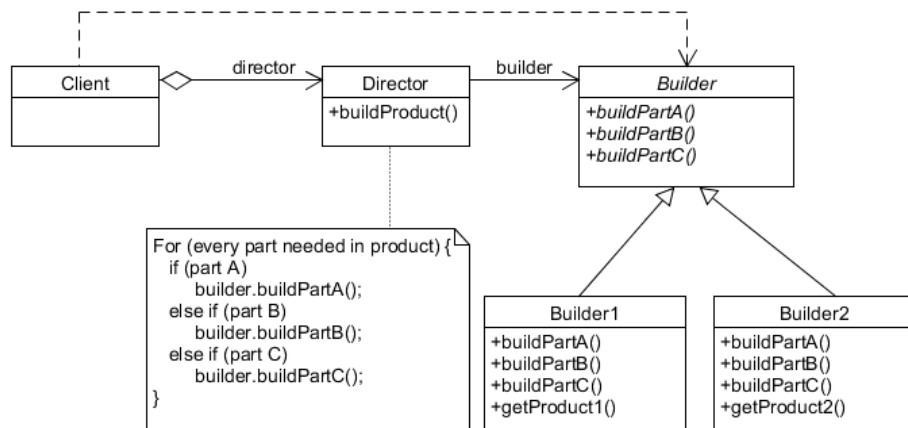 director
builder
Client
Director
+buildProduct()
Builder
+buildPartA()
+buildPartB()
+buildPartC()
For (every part needed in product) {
if (part A)
builder.buildPartA();
else if (part B)
builder.buildPartB();
else if (part C)
builder.buildPartC();
}
Builder1
+buildPartA()
+buildPartB()
+buildPartC()
+getProduct1()
Builder2
+buildPartA()
+buildPartB()
+buildPartC()
+getProduct2()